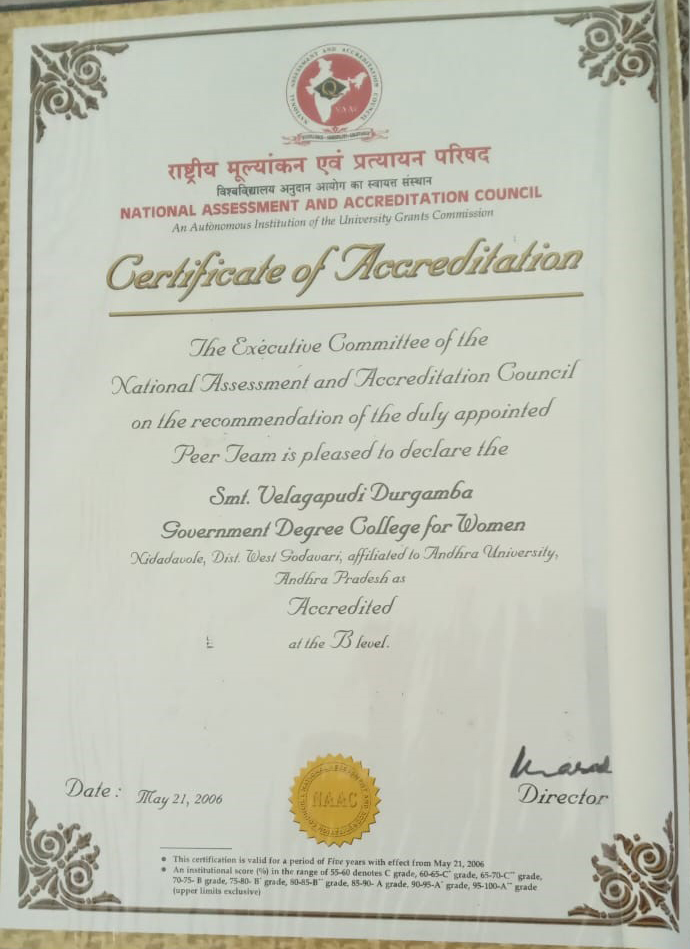 NATIONAL ASSESSMENT AND ACCREDITATION COUNCIL
राष्ट्रीय मूल्यांकन एवं प्रत्यायन परिषद
विश्वविद्यालय अनुदान आयोग का स्वायत्त संस्थान
NATIONAL ASSESSMENT AND ACCREDITATION COUNCIL
An Autonomous Institution of the University Grants Commission
Certificate of Accreditation
The Executive Committee of the
National Assessment and Accreditation Council
on the recommendation of the duly appointed
Peer Team is pleased to declare the
Smt. Velagapudi Durgamba
Government Degree College for Women
Nidadavole, Dist. West Godavari, affiliated to Andhra University,
Andhra Pradesh as
Accredited
at the B level.
Date : May 21, 2006
NAAC
Director
• This certification is valid for a period of Five years with effect from May 21, 2006
• An institutional score (%) in the range of 55-60 denotes C grade, 60-65-C⁺ grade, 65-70-C⁺⁺ grade,
70-75- B grade, 75-80- B⁺ grade, 80-85-B⁺⁺ grade, 85-90- A grade, 90-95-A⁺ grade, 95-100-A⁺⁺ grade
(upper limits exclusive)